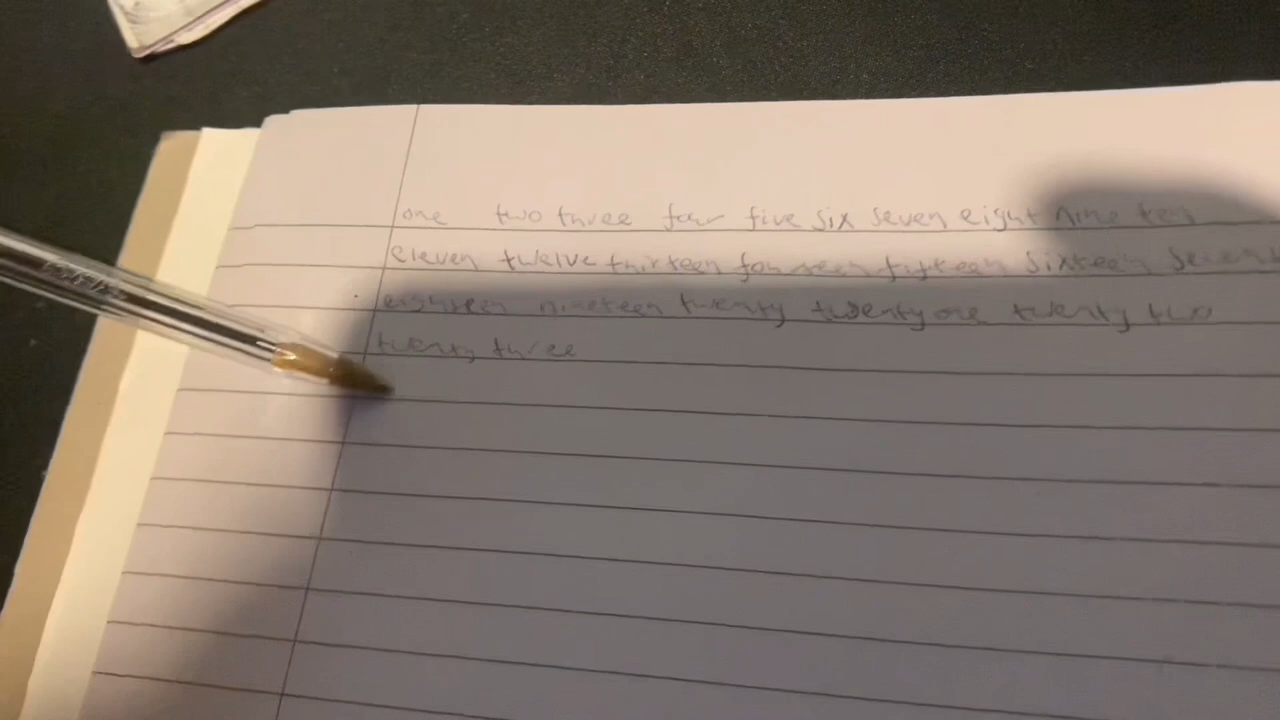 one two three four five six seven eight nine ten
eleven twelve thirteen fourteen fifteen sixteen
eighteen nineteen twenty twenty one twenty two
twenty three